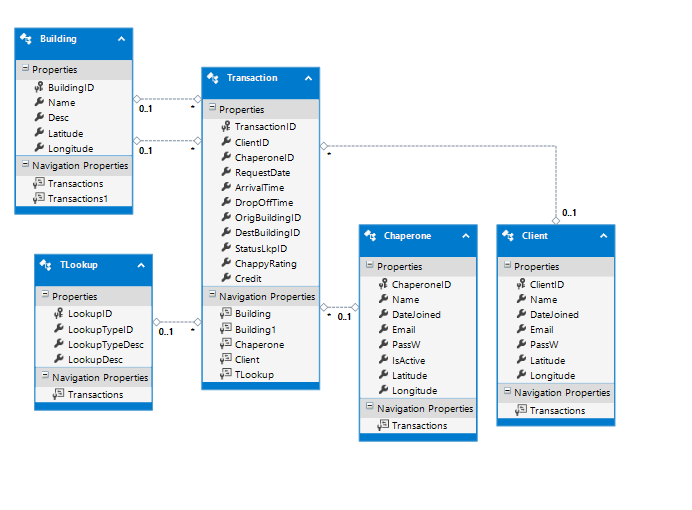 Building
Properties
BuildingID
Name
Desc
Latitude
Longitude
Navigation Properties
Transactions
Transactions1
0..1
*
0..1
*
Transaction
Properties
TransactionID
ClientID
ChaperoneID
RequestDate
ArrivalTime
DropOffTime
OrigBuildingID
DestBuildingID
StatusLkpID
ChappyRating
Credit
Navigation Properties
Building
Building1
Chaperone
Client
TLookup
*
0..1
TLookup
Properties
LookupID
LookupTypeID
LookupTypeDesc
LookupDesc
Navigation Properties
Transactions
0..1
*
* 0..1
Chaperone
Properties
ChaperoneID
Name
DateJoined
Email
PassW
IsActive
Latitude
Longitude
Navigation Properties
Transactions
Client
Properties
ClientID
Name
DateJoined
Email
PassW
Latitude
Longitude
Navigation Properties
Transactions